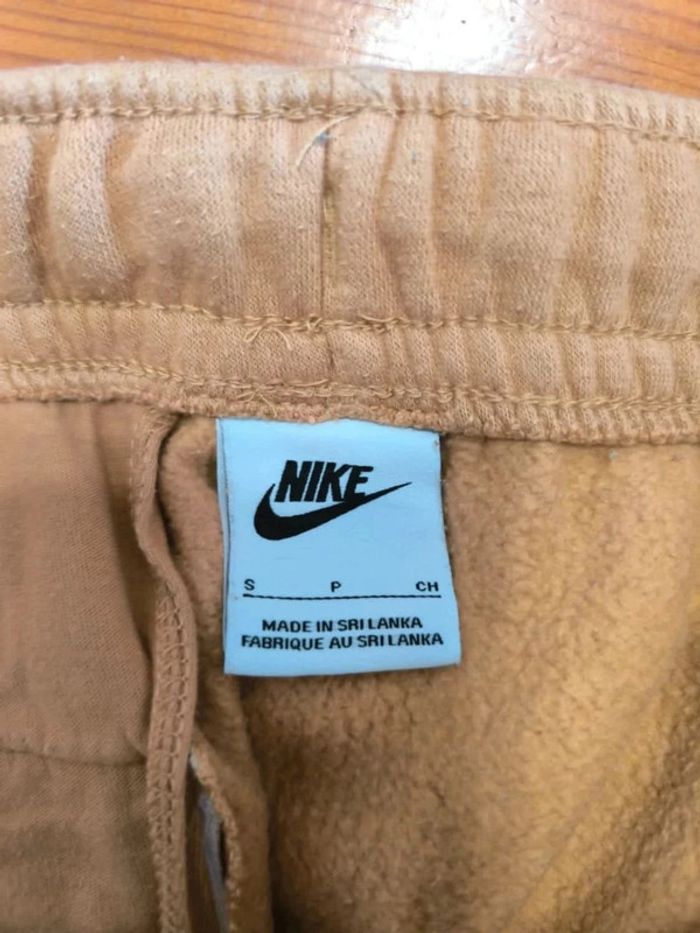 NIKE
S P CH
MADE IN SRI LANKA
FABRIQUE AU SRI LANKA